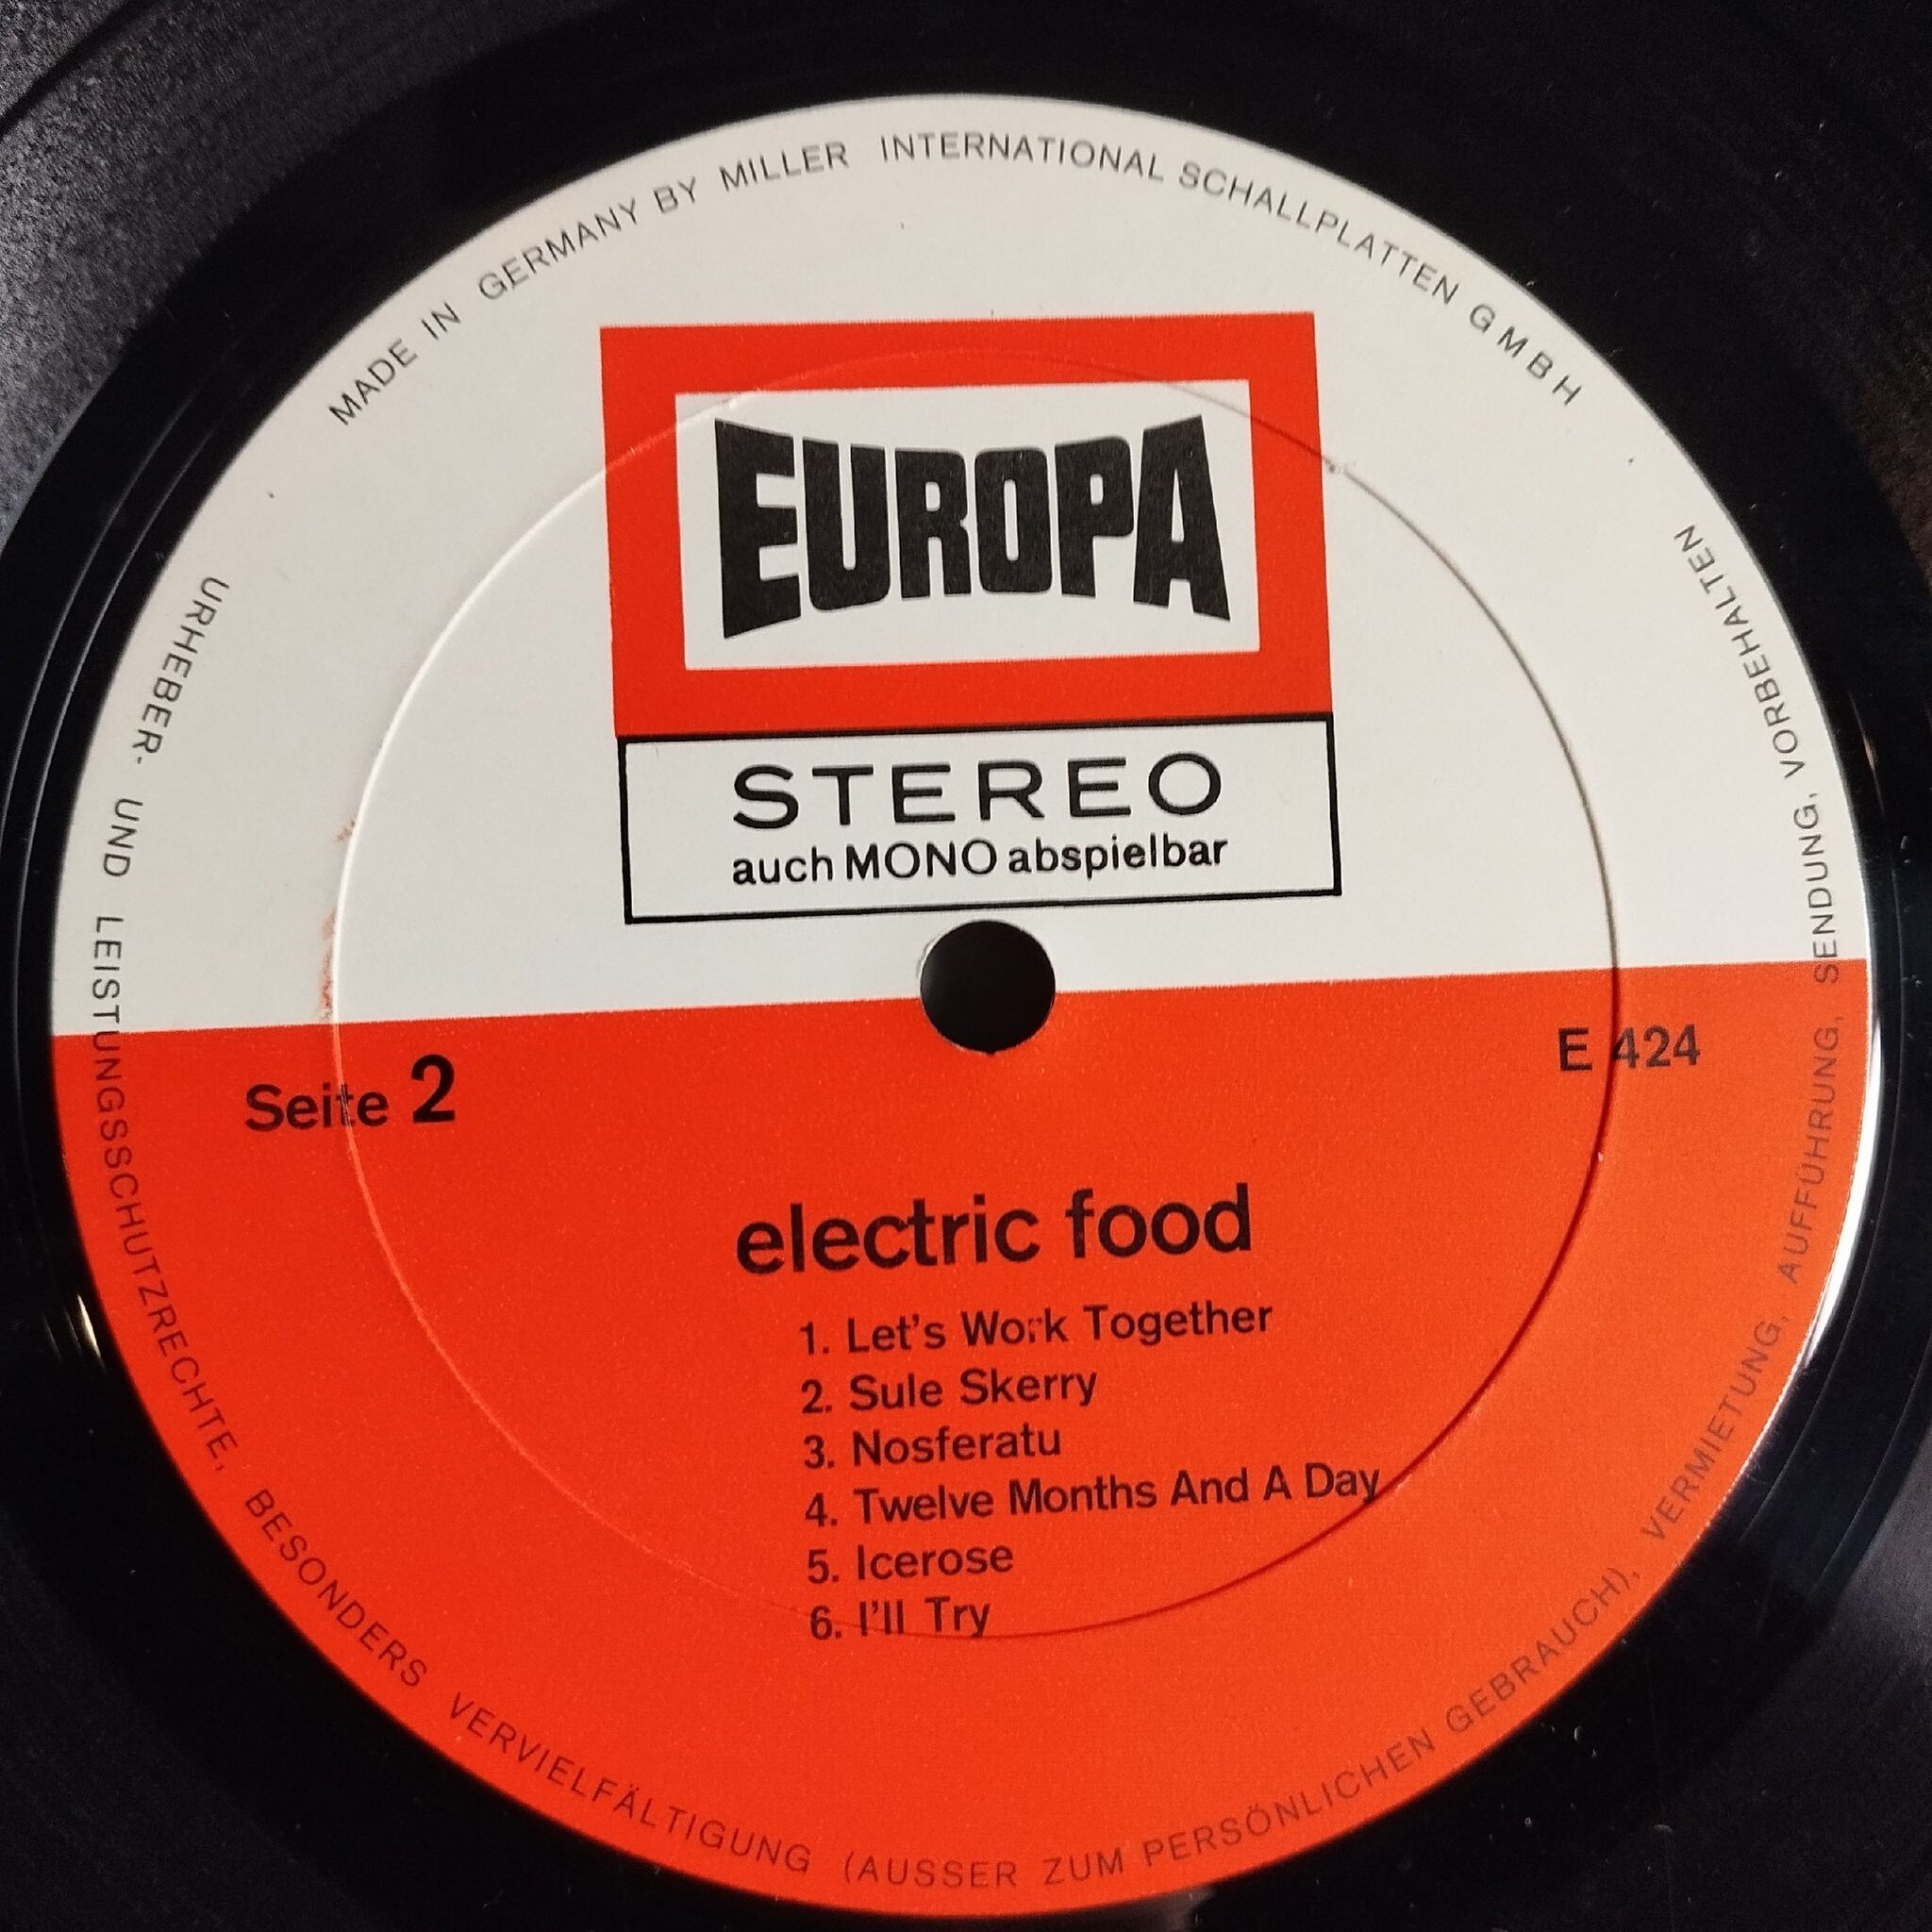 MADE IN GERMANY BY MILLER INTERNATIONAL SCHALLPLATTEN GMBH
EUROPA
STEREO
auch MONO abspielbar
Seite 2
E 424
electric food
1. Let's Work Together
2. Sule Skerry
3. Nosferatu
4. Twelve Months And A Day
5. Icerose
6. I'll Try
URHEBER- UND LEISTUNGSSCHUTZRECHTE, BESONDERS VERVIELFÄLTIGUNG (AUSSER ZUM PERSÖNLICHEN GEBRAUCH), VERMIETUNG, AUFFÜHRUNG, SENDUNG, VORBEHALTEN